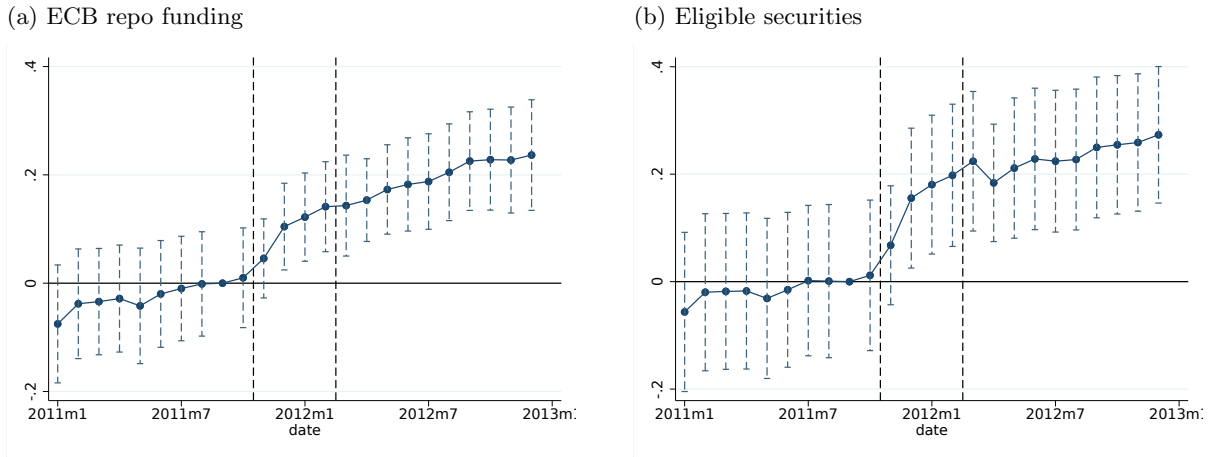 (a) ECB repo funding
(b) Eligible securities
.4
.2
0
-.2
2011m1 2011m7 2012m1 2012m7 2013m1
date
.4
.2
0
-.2
2011m1 2011m7 2012m1 2012m7 2013m1
date